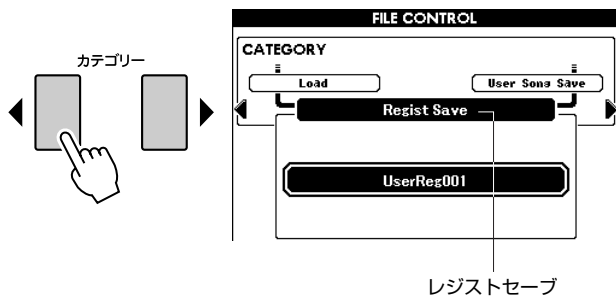 カテゴリー
FILE CONTROL
CATEGORY
Load
User Song Save
Regist Save
UserReg001
レジストセーブ